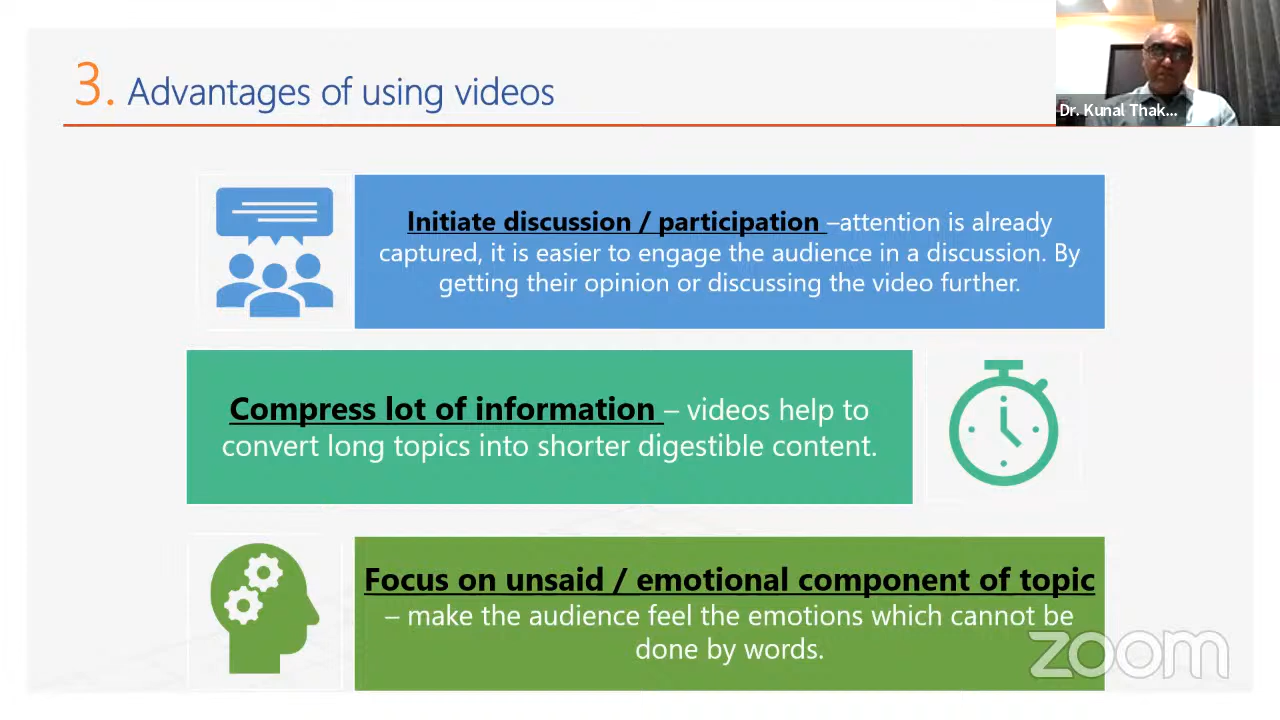 3. Advantages of using videos
Dr. Kunal Thak...
Initiate discussion / participation –attention is already
captured, it is easier to engage the audience in a discussion. By
getting their opinion or discussing the video further.
Compress lot of information – videos help to
convert long topics into shorter digestible content.
Focus on unsaid / emotional component of topic
– make the audience feel the emotions which cannot be
done by words.
zoom